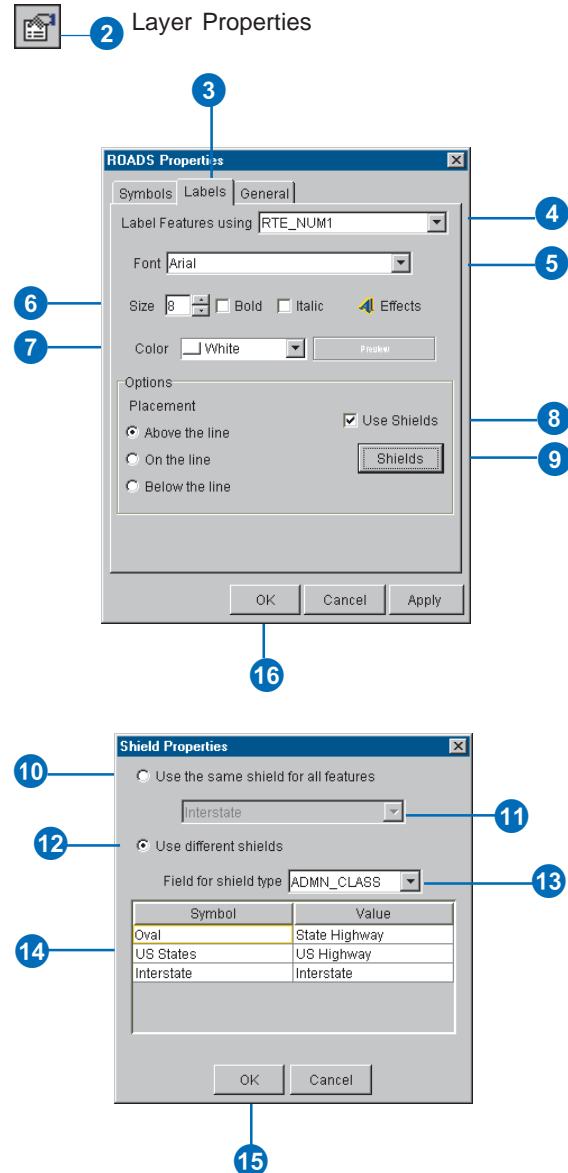 2 Layer Properties
3
ROADS Properties
Symbols Labels General
Label Features using RTE_NUM1 4
Font Arial 5
6 Size 8 Bold Italic Effects
7 Color White Preview
Options
Placement
Use Shields 8
Above the line
On the line Shields 9
Below the line
OK Cancel Apply
16
Shield Properties
10 Use the same shield for all features
Interstate 11
12 Use different shields
Field for shield type ADMN_CLASS 13
Symbol Value
Oval State Highway
14 US States US Highway
Interstate Interstate
OK Cancel
15